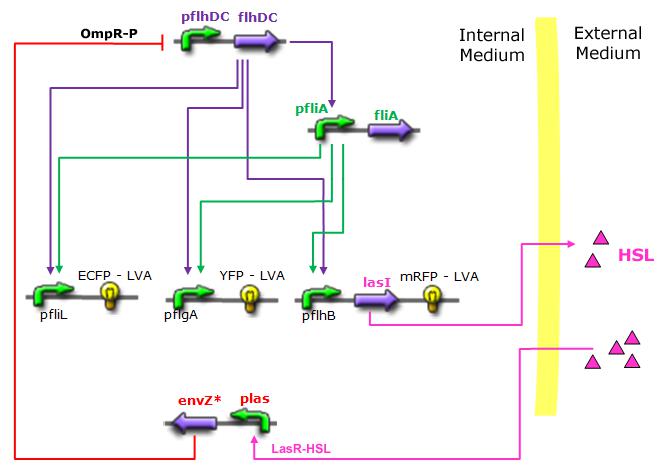 pflhDC flhDC
OmpR-P
Internal
Medium
External
Medium
pfliA
fliA
ECFP - LVA
YFP - LVA
lasI
mRFP - LVA
HSL
pfliL
pflgA
pflhB
envZ*
plas
LasR-HSL